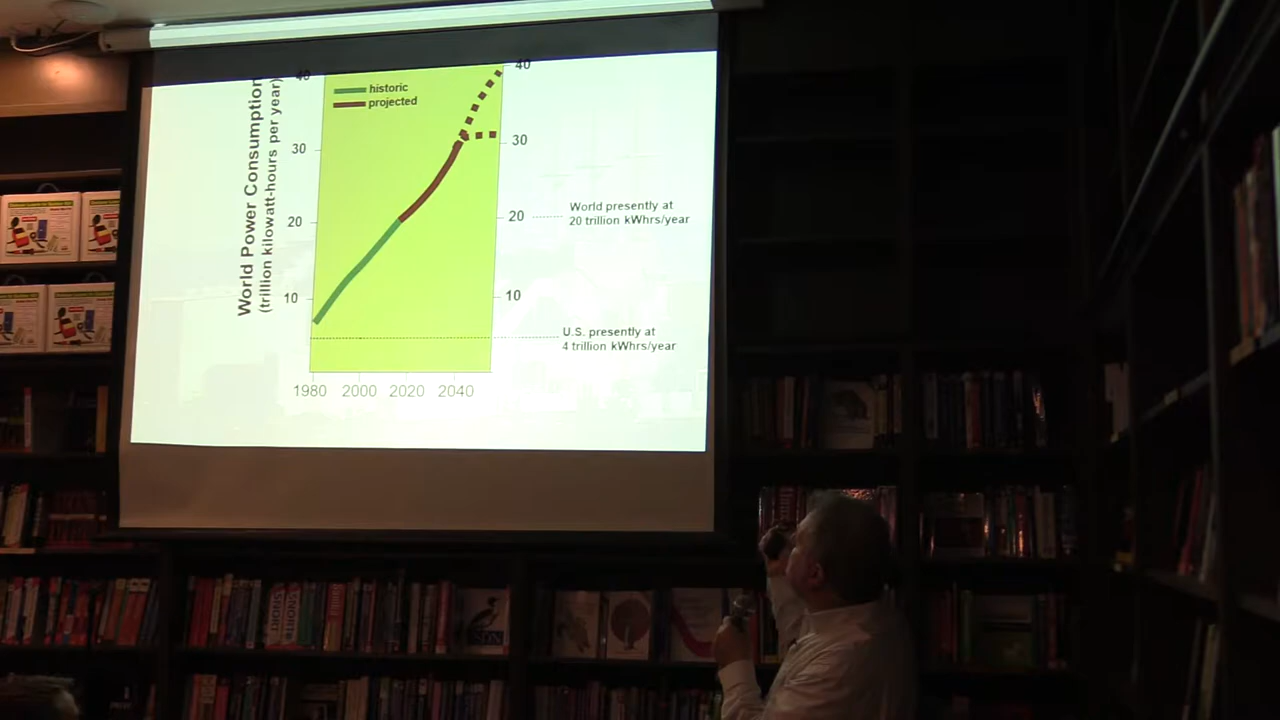 World Power Consumption
(trillion kilowatt-hours per year)
40
30
20
10
historic
projected
40
30
20
10
World presently at
20 trillion kWhrs/year
U.S. presently at
4 trillion kWhrs/year
1980 2000 2020 2040